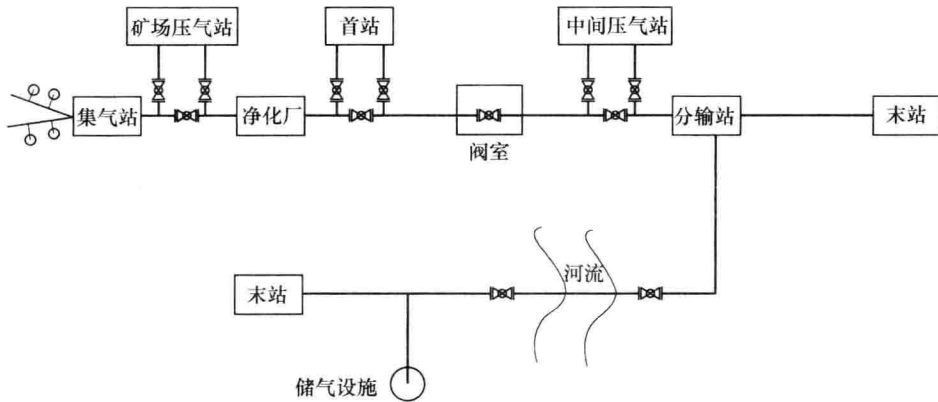 矿场压气站
首站
中间压气站
集气站
净化厂
分输站
末站
阀室
河流
末站
储气设施